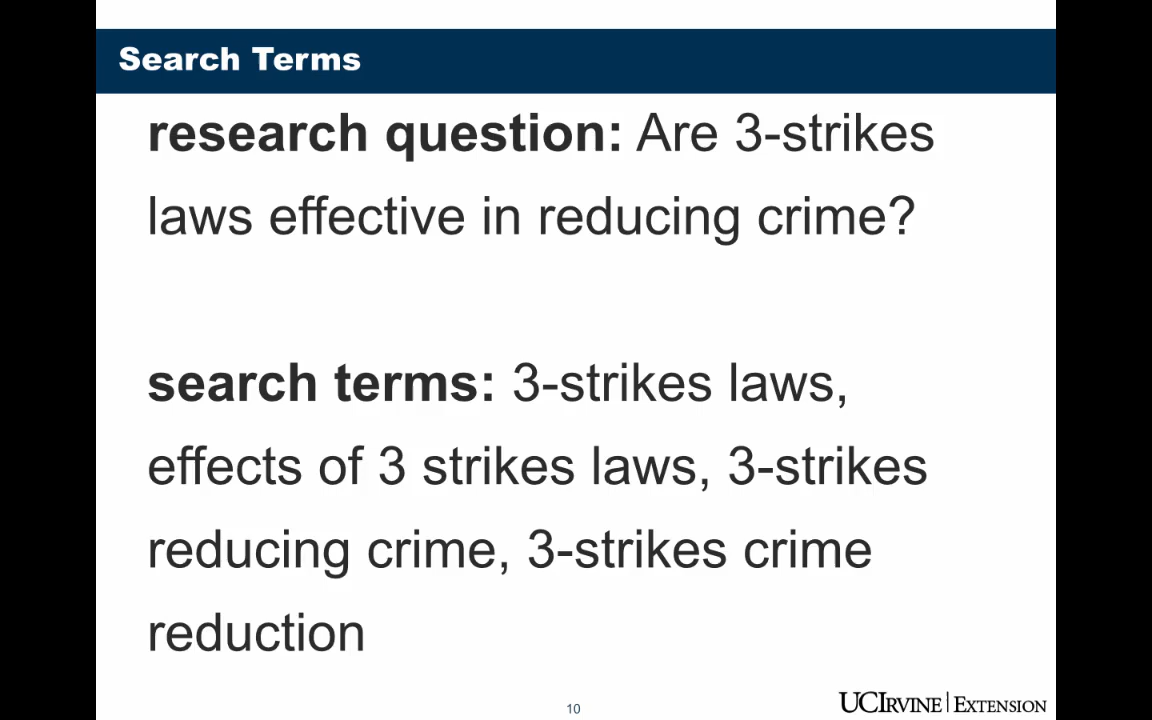 Search Terms
research question: Are 3-strikes
laws effective in reducing crime?
search terms: 3-strikes laws,
effects of 3 strikes laws, 3-strikes
reducing crime, 3-strikes crime
reduction
10
UCIRVINE | EXTENSION